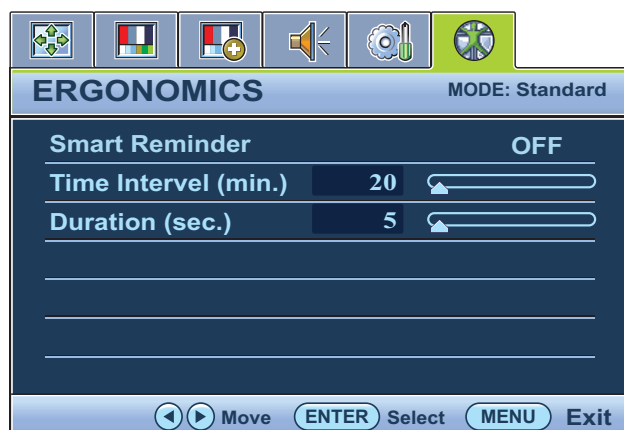 ERGONOMICS MODE: Standard
Smart Reminder OFF
Time Intervel (min.) 20
Duration (sec.) 5
Move ENTER Select MENU Exit